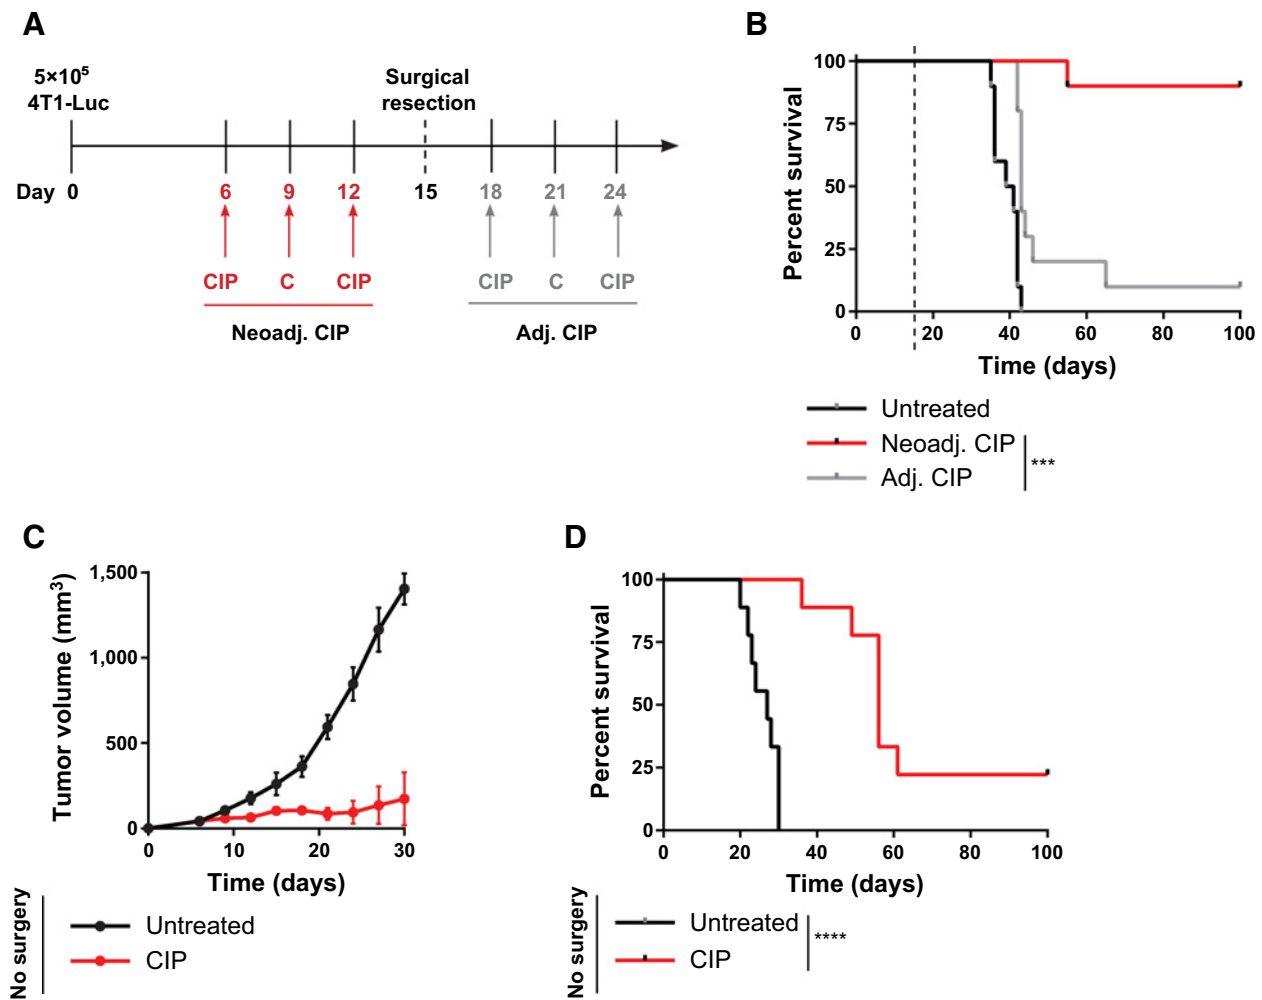 A
5×10⁵
4T1-Luc
Surgical
resection
Day 0 6 9 12 15 18 21 24
CIP C CIP CIP C CIP
Neoadj. CIP Adj. CIP
B
Percent survival
100
75
50
25
0
0 20 40 60 80 100
Time (days)
Untreated
Neoadj. CIP
Adj. CIP
***
C
Tumor volume (mm³)
1,500
1,000
500
0
0 10 20 30
Time (days)
No surgery
Untreated
CIP
D
Percent survival
100
75
50
25
0
0 20 40 60 80 100
Time (days)
No surgery
Untreated
CIP
****